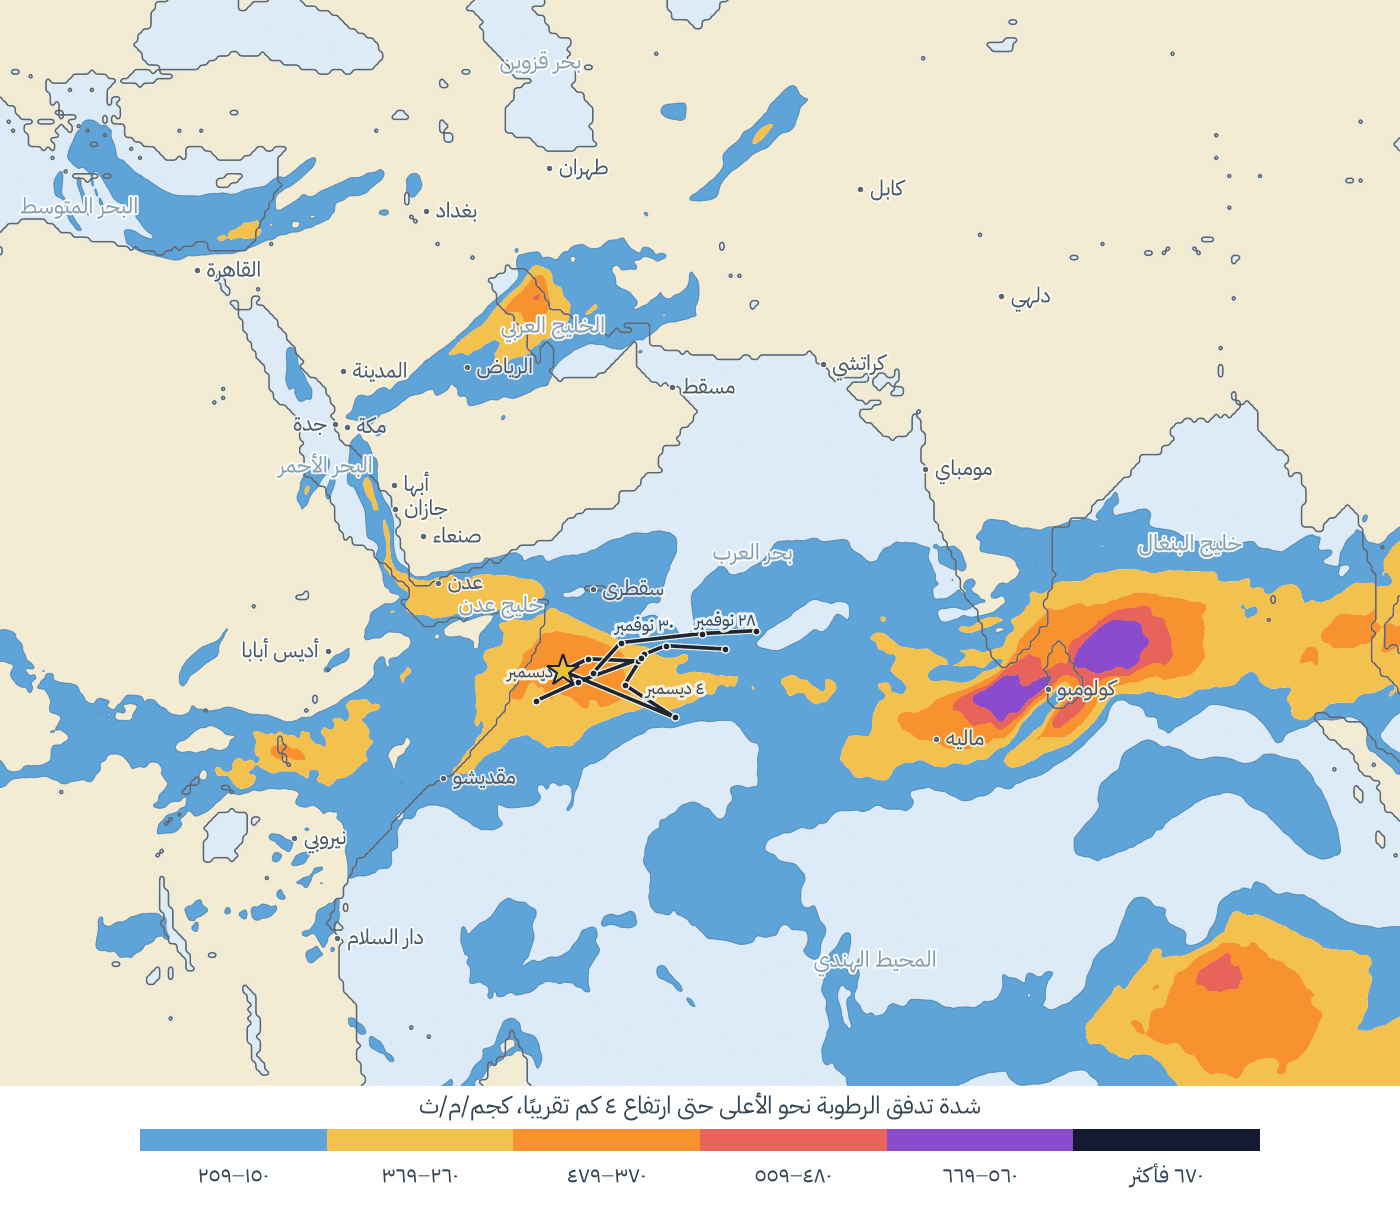 بحر قزوين
طهران
كابل
البحر المتوسط
بغداد
القاهرة
دلهي
الخليج العربي
الرياض
المدينة
كراتشي
مسقط
جدة
مكة
البحر الأحمر
مومباي
أبها
جازان
صنعاء
خليج البنغال
بحر العرب
عدن
سقطرى
خليج عدن
٢٨ نوفمبر
٣٠ نوفمبر
أديس أبابا
ديسمبر
٤ ديسمبر
كولومبو
ماليه
مقديشو
نيروبي
دار السلام
المحيط الهندي
شدة تدفق الرطوبة نحو الأعلى حتى ارتفاع ٤ كم تقريبًا، كجم/م/ث
١٥٠–٢٥٩
٢٦٠–٣٦٩
٣٧٠–٤٧٩
٤٨٠–٥٥٩
٥٦٠–٦٦٩
٦٧٠ فأكثر